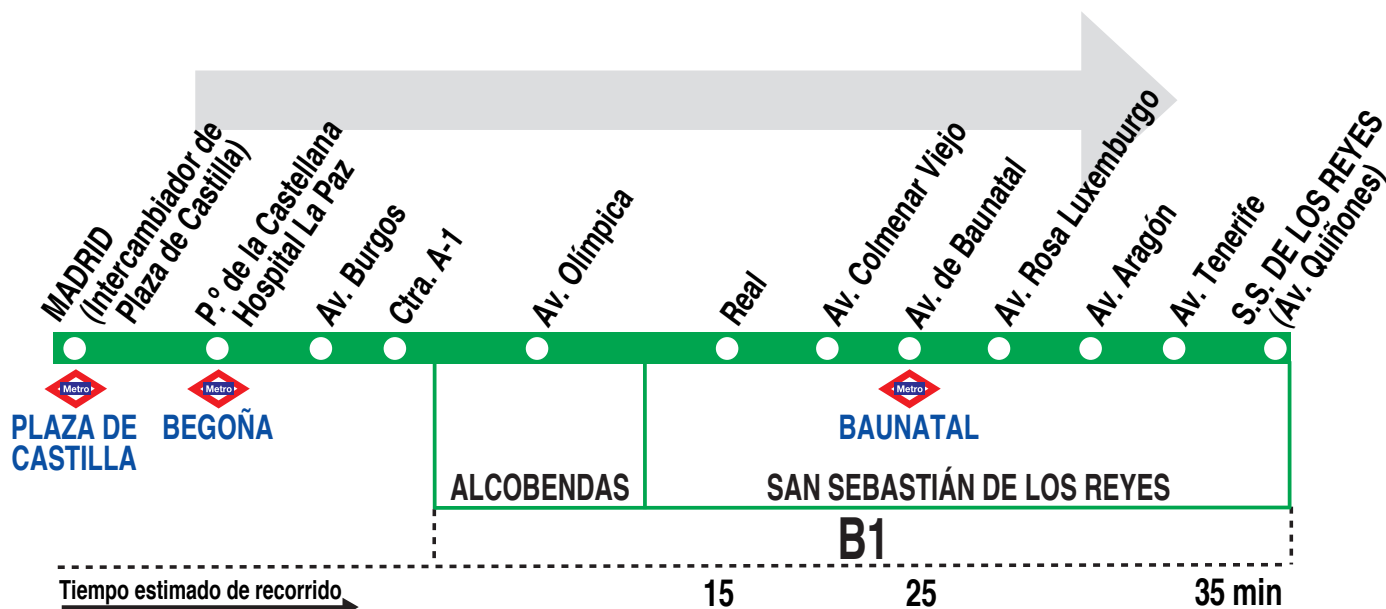 MADRID
(Intercambiador de
Plaza de Castilla)
P.º de la Castellana
Hospital La Paz
Av. Burgos
Ctra. A-1
Av. Olímpica
Real
Av. Colmenar Viejo
Av. de Baunatal
Av. Rosa Luxemburgo
Av. Aragón
Av. Tenerife
S.S. DE LOS REYES
(Av. Quiñones)
Metro
Metro
Metro
PLAZA DE
CASTILLA
BEGOÑA
BAUNATAL
ALCOBENDAS
SAN SEBASTIÁN DE LOS REYES
B1
Tiempo estimado de recorrido
15
25
35 min